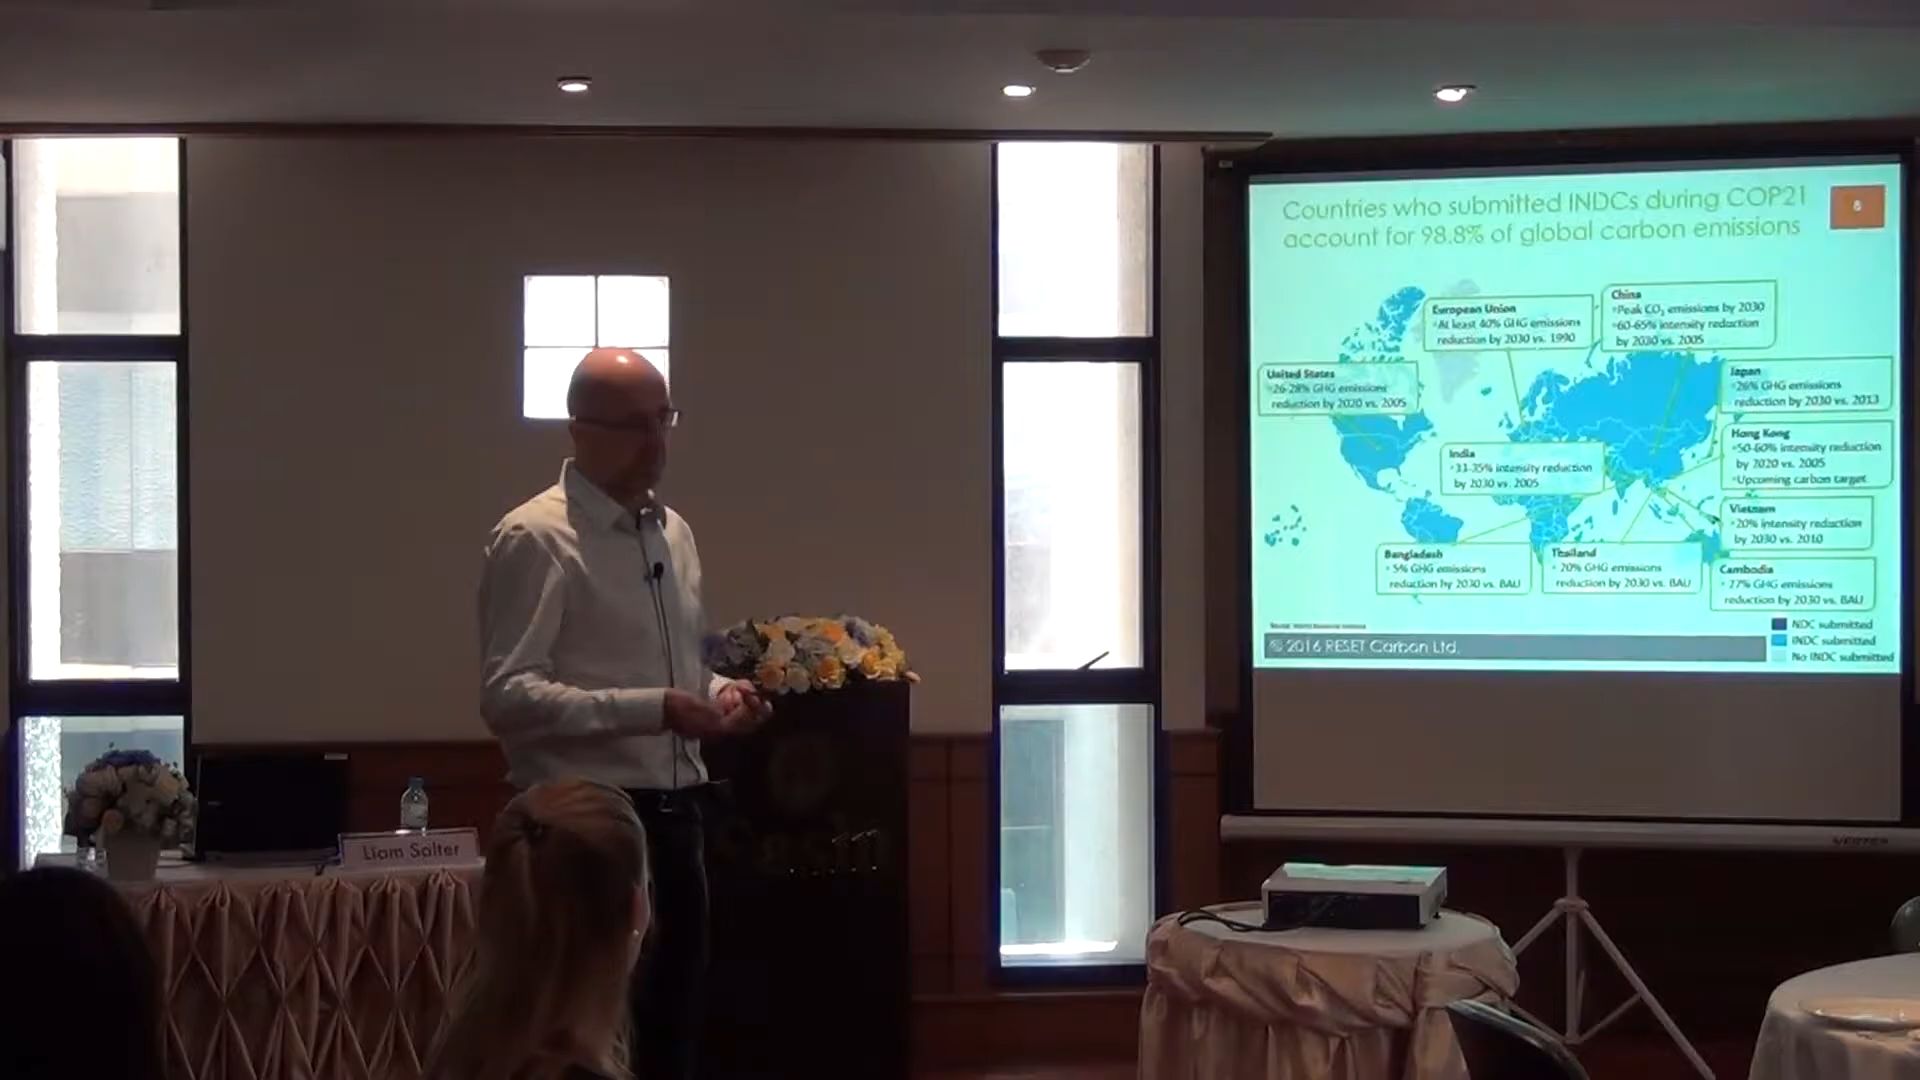 Countries who submitted INDCs during COP21
account for 98.8% of global carbon emissions
8
European Union
•At least 40% GHG emissions
reduction by 2030 vs. 1990
China
•Peak CO₂ emissions by 2030
•60-65% intensity reduction
by 2030 vs. 2005
United States
•26-28% GHG emissions
reduction by 2020 vs. 2005
Japan
•26% GHG emissions
reduction by 2030 vs. 2013
Hong Kong
•50-60% intensity reduction
by 2020 vs. 2005
•Upcoming carbon target
India
•33-35% intensity reduction
by 2030 vs. 2005
Vietnam
•20% intensity reduction
by 2030 vs. 2010
Bangladesh
• 5% GHG emissions
reduction by 2030 vs. BAU
Thailand
• 20% GHG emissions
reduction by 2030 vs. BAU
Cambodia
• 27% GHG emissions
reduction by 2030 vs. BAU
NDC submitted
INDC submitted
No INDC submitted
© 2016 RESET Carbon Ltd.
VERTEX
Liam Salter